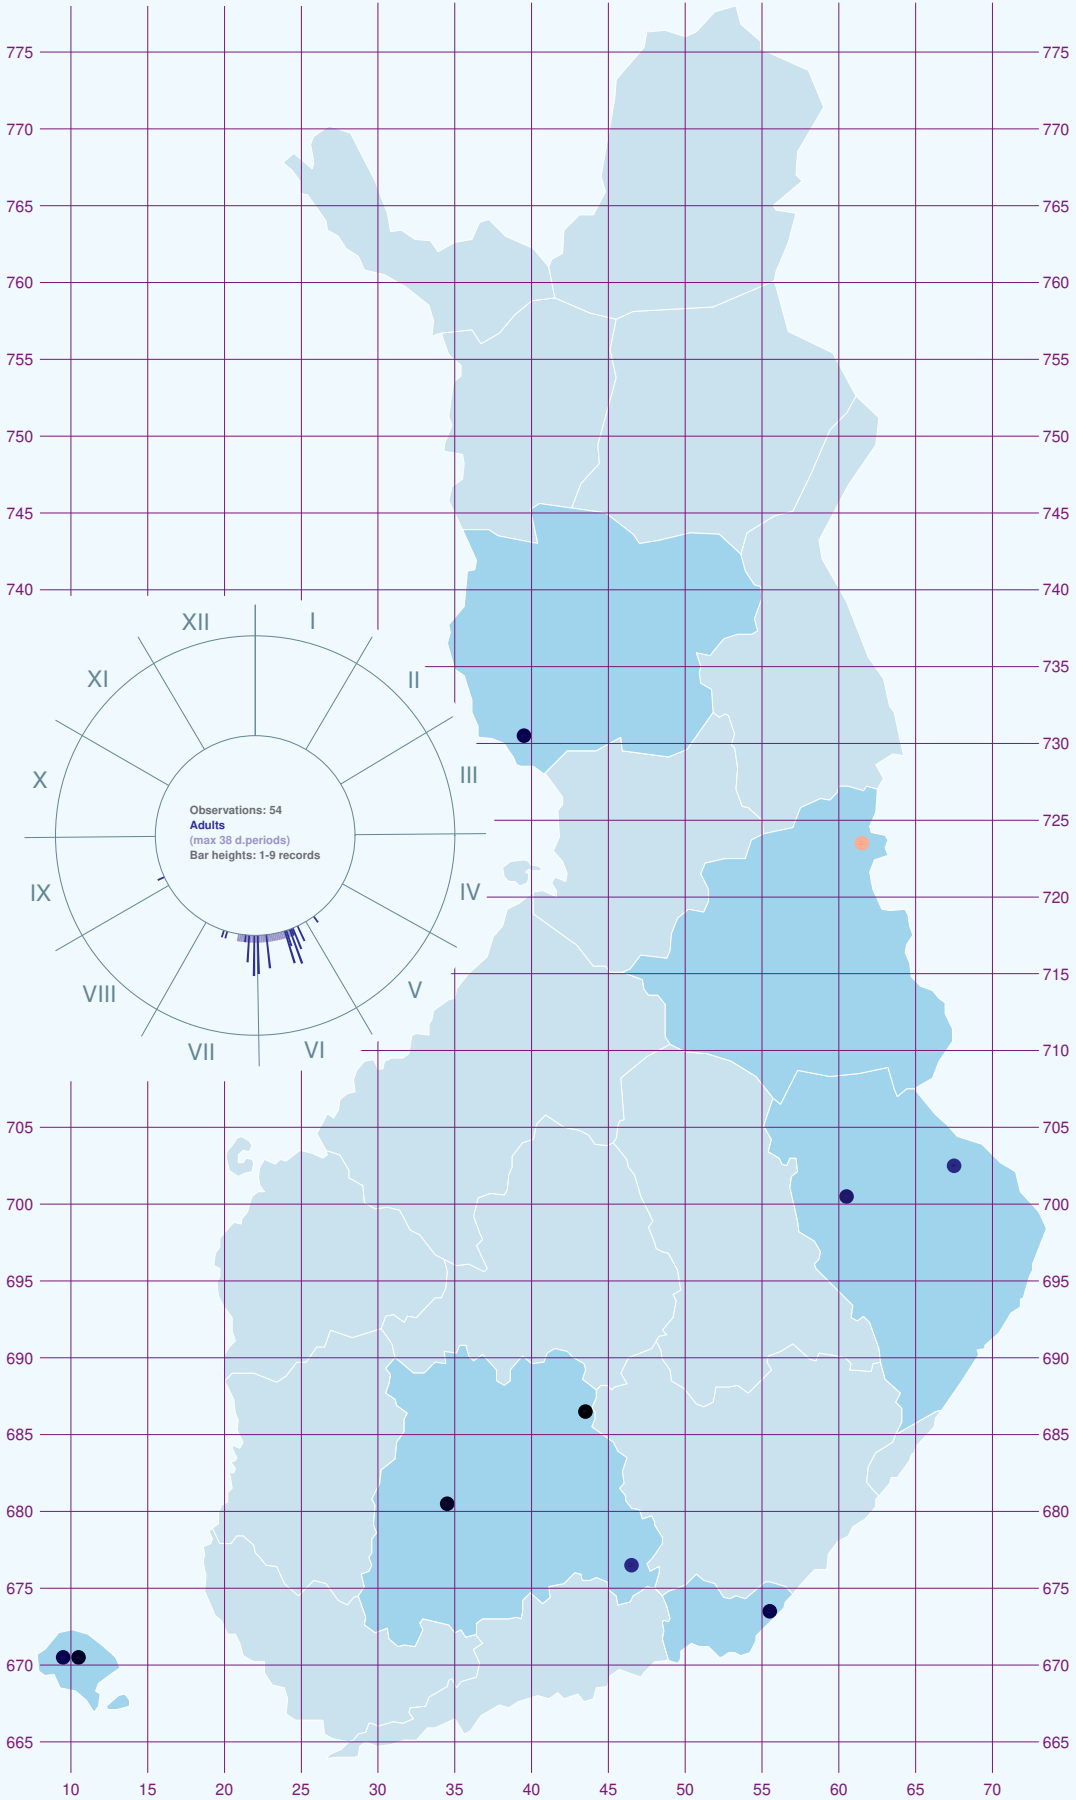 775 775
770 770
765 765
760 760
755 755
750 750
745 745
740 740
XII I
XI II
735 735
730 730
X III
725 725
Observations: 54
Adults
(max 38 d.periods)
Bar heights: 1-9 records
IX IV
720 720
VIII V
715 715
VII VI
710 710
705 705
700 700
695 695
690 690
685 685
680 680
675 675
670 670
665 665
10 15 20 25 30 35 40 45 50 55 60 65 70